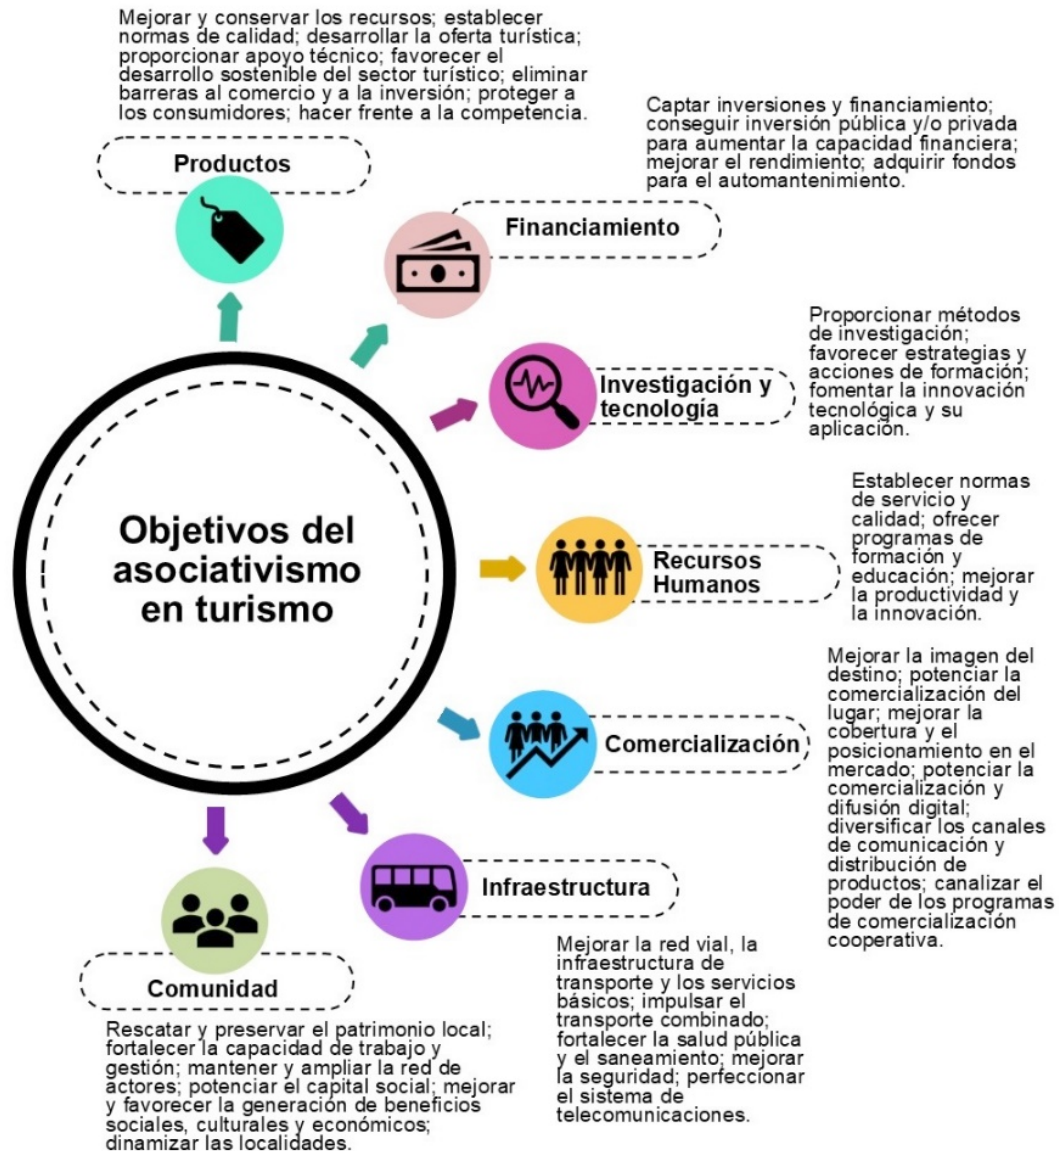 Mejorar y conservar los recursos; establecer
normas de calidad; desarrollar la oferta turística;
proporcionar apoyo técnico; favorecer el
desarrollo sostenible del sector turístico; eliminar
barreras al comercio y a la inversión; proteger a
los consumidores; hacer frente a la competencia.
Productos
Captar inversiones y financiamiento;
conseguir inversión pública y/o privada
para aumentar la capacidad financiera;
mejorar el rendimiento; adquirir fondos
para el automantenimiento.
Financiamiento
Proporcionar métodos
de investigación;
favorecer estrategias y
acciones de formación;
fomentar la innovación
tecnológica y su
aplicación.
Investigación y
tecnología
Objetivos del
asociativismo
en turismo
Establecer normas
de servicio y
calidad; ofrecer
programas de
formación y
educación; mejorar
la productividad y
la innovación.
Recursos
Humanos
Mejorar la imagen del
destino; potenciar la
comercialización del
lugar; mejorar la
cobertura y el
posicionamiento en el
mercado; potenciar la
comercialización y
difusión digital;
diversificar los canales
de comunicación y
distribución de
productos; canalizar el
poder de los programas
de comercialización
cooperativa.
Comercialización
Infraestructura
Mejorar la red vial, la
infraestructura de
transporte y los servicios
básicos; impulsar el
transporte combinado;
fortalecer la salud pública
y el saneamiento; mejorar
la seguridad; perfeccionar
el sistema de
telecomunicaciones.
Comunidad
Rescatar y preservar el patrimonio local;
fortalecer la capacidad de trabajo y
gestión; mantener y ampliar la red de
actores; potenciar el capital social; mejorar
y favorecer la generación de beneficios
sociales, culturales y económicos;
dinamizar las localidades.